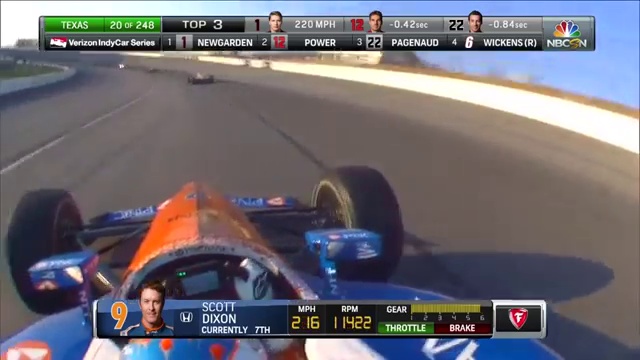 TEXAS 20 OF 248 TOP 3 1 220 MPH 12 -0.42sec 22 -0.84sec
Verizon IndyCar Series 1 1 NEWGARDEN 2 12 POWER 3 22 PAGENAUD 4 6 WICKENS (R) NBCSN
PNC
9 SCOTT DIXON
CURRENTLY 7TH
MPH RPM GEAR
216 11422 1 2 3 4 5 6
THROTTLE BRAKE